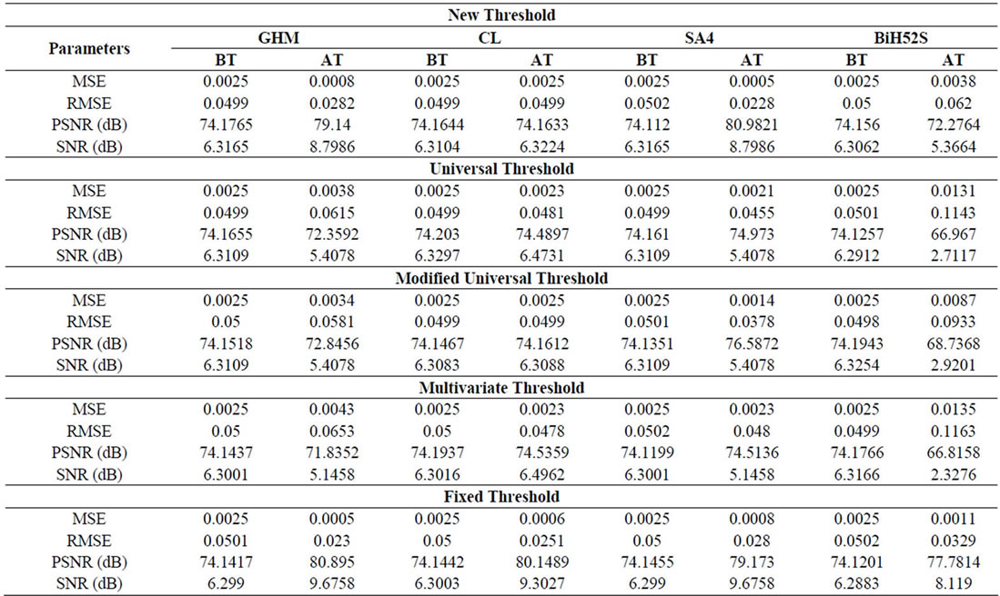 New Threshold
Parameters GHM CL SA4 BiH52S
BT AT BT AT BT AT BT AT
MSE 0.0025 0.0008 0.0025 0.0025 0.0025 0.0005 0.0025 0.0038
RMSE 0.0499 0.0282 0.0499 0.0499 0.0502 0.0228 0.05 0.062
PSNR (dB) 74.1765 79.14 74.1644 74.1633 74.112 80.9821 74.156 72.2764
SNR (dB) 6.3165 8.7986 6.3104 6.3224 6.3165 8.7986 6.3062 5.3664
Universal Threshold
MSE 0.0025 0.0038 0.0025 0.0023 0.0025 0.0021 0.0025 0.0131
RMSE 0.0499 0.0615 0.0499 0.0481 0.0499 0.0455 0.0501 0.1143
PSNR (dB) 74.1655 72.3592 74.203 74.4897 74.161 74.973 74.1257 66.967
SNR (dB) 6.3109 5.4078 6.3297 6.4731 6.3109 5.4078 6.2912 2.7117
Modified Universal Threshold
MSE 0.0025 0.0034 0.0025 0.0025 0.0025 0.0014 0.0025 0.0087
RMSE 0.05 0.0581 0.0499 0.0499 0.0501 0.0378 0.0498 0.0933
PSNR (dB) 74.1518 72.8456 74.1467 74.1612 74.1351 76.5872 74.1943 68.7368
SNR (dB) 6.3109 5.4078 6.3083 6.3088 6.3109 5.4078 6.3254 2.9201
Multivariate Threshold
MSE 0.0025 0.0043 0.0025 0.0023 0.0025 0.0023 0.0025 0.0135
RMSE 0.05 0.0653 0.05 0.0478 0.0502 0.048 0.0499 0.1163
PSNR (dB) 74.1437 71.8352 74.1937 74.5359 74.1199 74.5136 74.1766 66.8158
SNR (dB) 6.3001 5.1458 6.3016 6.4962 6.3001 5.1458 6.3166 2.3276
Fixed Threshold
MSE 0.0025 0.0005 0.0025 0.0006 0.0025 0.0008 0.0025 0.0011
RMSE 0.0501 0.023 0.05 0.0251 0.05 0.028 0.0502 0.0329
PSNR (dB) 74.1417 80.895 74.1442 80.1489 74.1455 79.173 74.1201 77.7814
SNR (dB) 6.299 9.6758 6.3003 9.3027 6.299 9.6758 6.2883 8.119